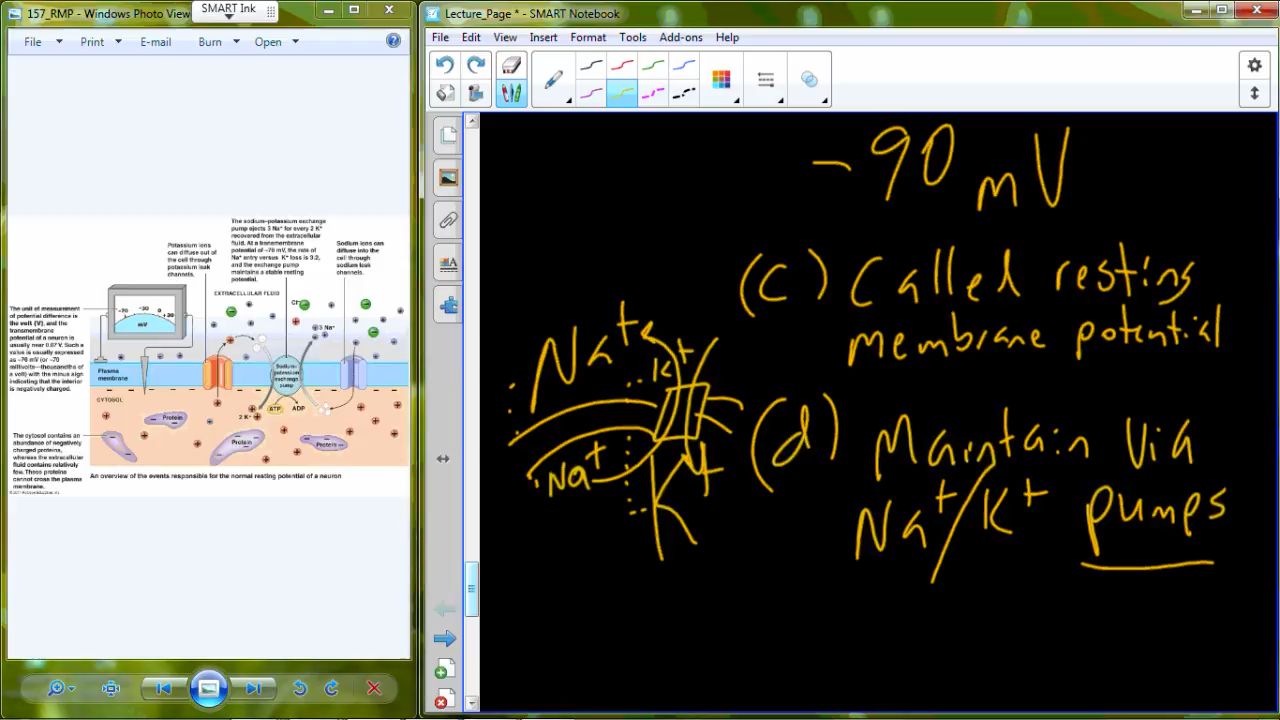 157_RMP - Windows Photo View
SMART Ink
File
Print
E-mail
Burn
Open
The sodium–potassium exchange
pump ejects 3 Na+ for every 2 K+
recovered from the extracellular
fluid. At a transmembrane
potential of –70 mV, the rate of
Na+ entry versus K+ loss is 3:2,
and the exchange pump
maintains a stable resting
potential.
Potassium ions
can diffuse out of
the cell through
potassium leak
channels.
Sodium ions can
diffuse into the
cell through
sodium leak
channels.
EXTRACELLULAR FLUID
Cl–
3 Na+
The unit of measurement
of potential difference is
the volt (V), and the
transmembrane
potential of a neuron is
usually near 0.07 V. Such
a value is usually expressed
as –70 mV (or –70
millivolts—thousandths of
a volt) with the minus sign
indicating that the interior
is negatively charged.
–70
–30
0
+30
mV
Plasma
membrane
Sodium–
potassium
exchange
pump
CYTOSOL
2 K+
ATP
ADP
Protein
Protein
Protein
The cytosol contains an
abundance of negatively
charged proteins,
whereas the extracellular
fluid contains relatively
few. These proteins
cannot cross the plasma
membrane.
An overview of the events responsible for the normal resting potential of a neuron
Lecture_Page * - SMART Notebook
File Edit View Insert Format Tools Add-ons Help
-90 mV
(c) Called resting
membrane potential
(d) Maintain via
Na+/K+ pumps
Na+
K+
Na+
K+